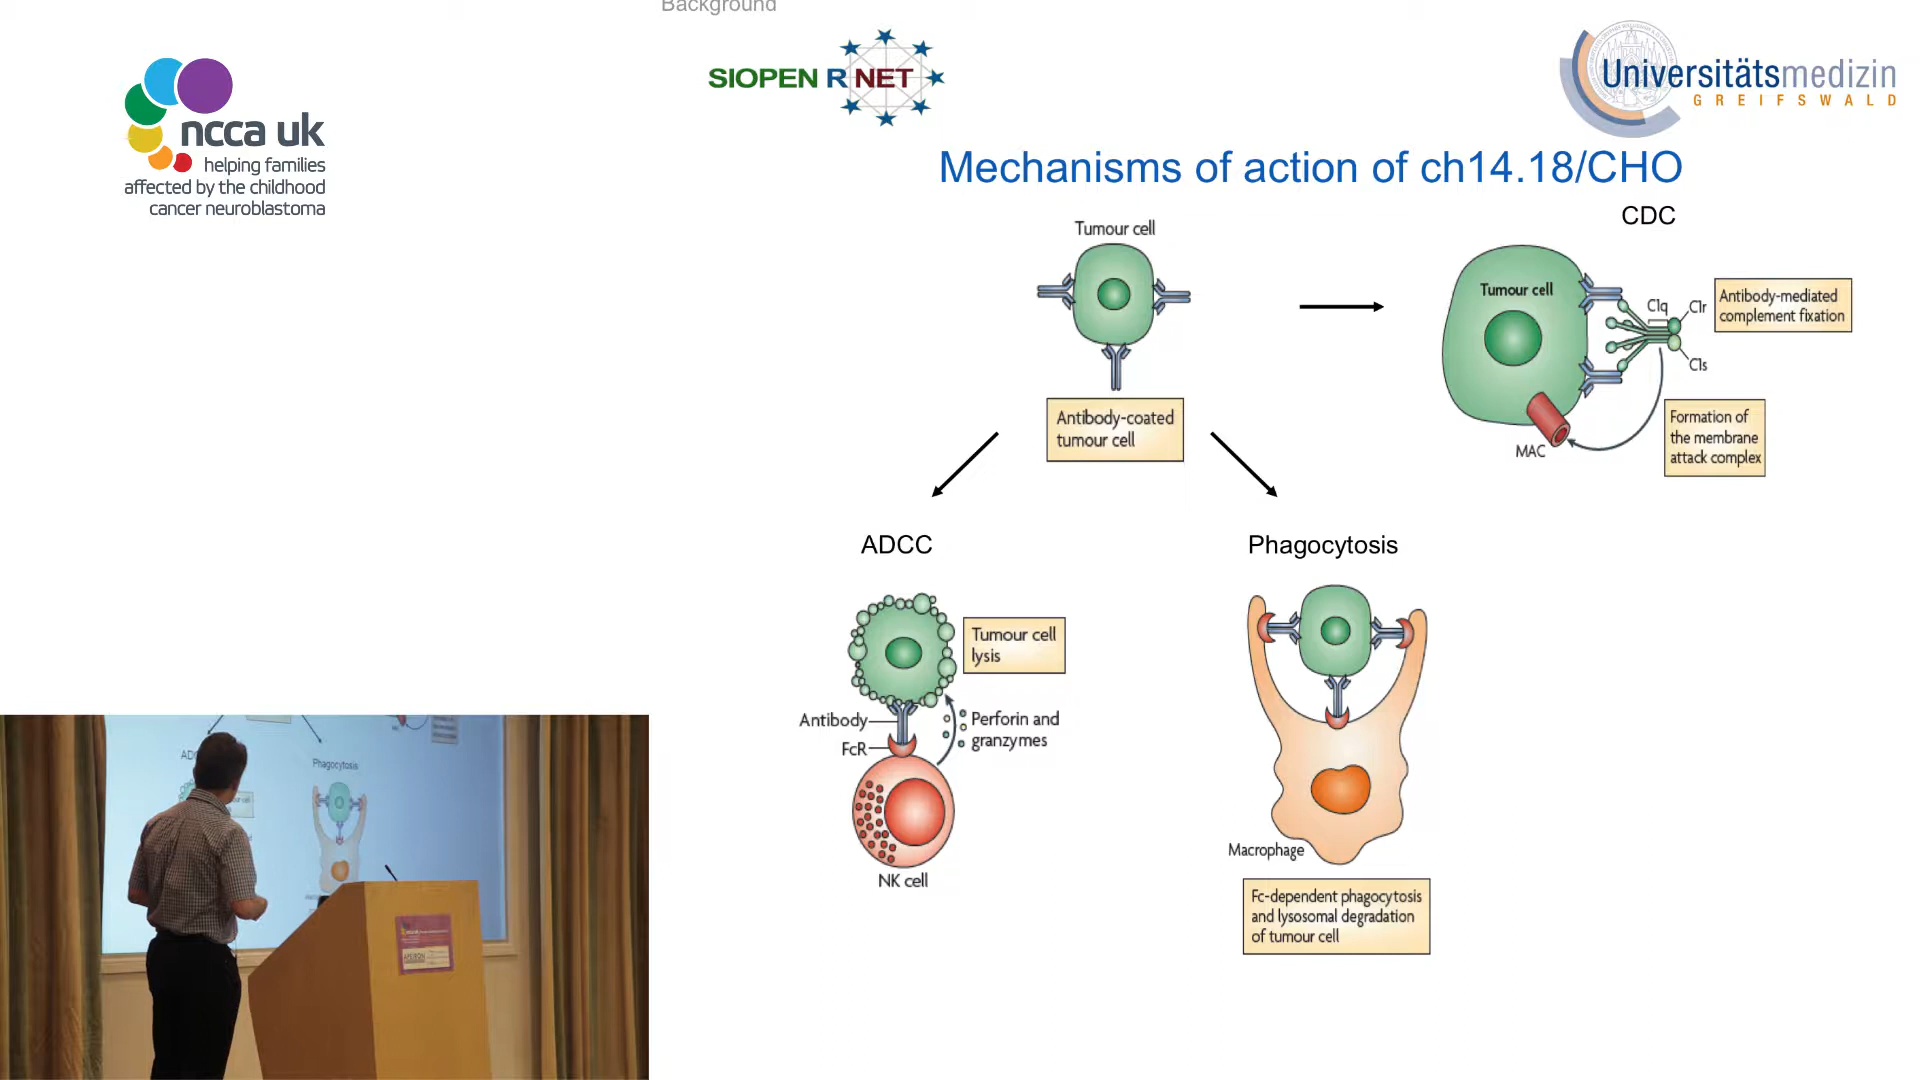 Background
ncca uk
helping families
affected by the childhood
cancer neuroblastoma
SIOPEN R NET
Universitätsmedizin
GREIFSWALD
Mechanisms of action of ch14.18/CHO
CDC
Tumour cell
Antibody-coated
tumour cell
Tumour cell
C1q
C1r
C1s
Antibody-mediated
complement fixation
Formation of
the membrane
attack complex
MAC
ADCC
Tumour cell
lysis
Antibody
FcR
Perforin and
granzymes
NK cell
Phagocytosis
Macrophage
Fc-dependent phagocytosis
and lysosomal degradation
of tumour cell
Phagocytosis
APEIRON